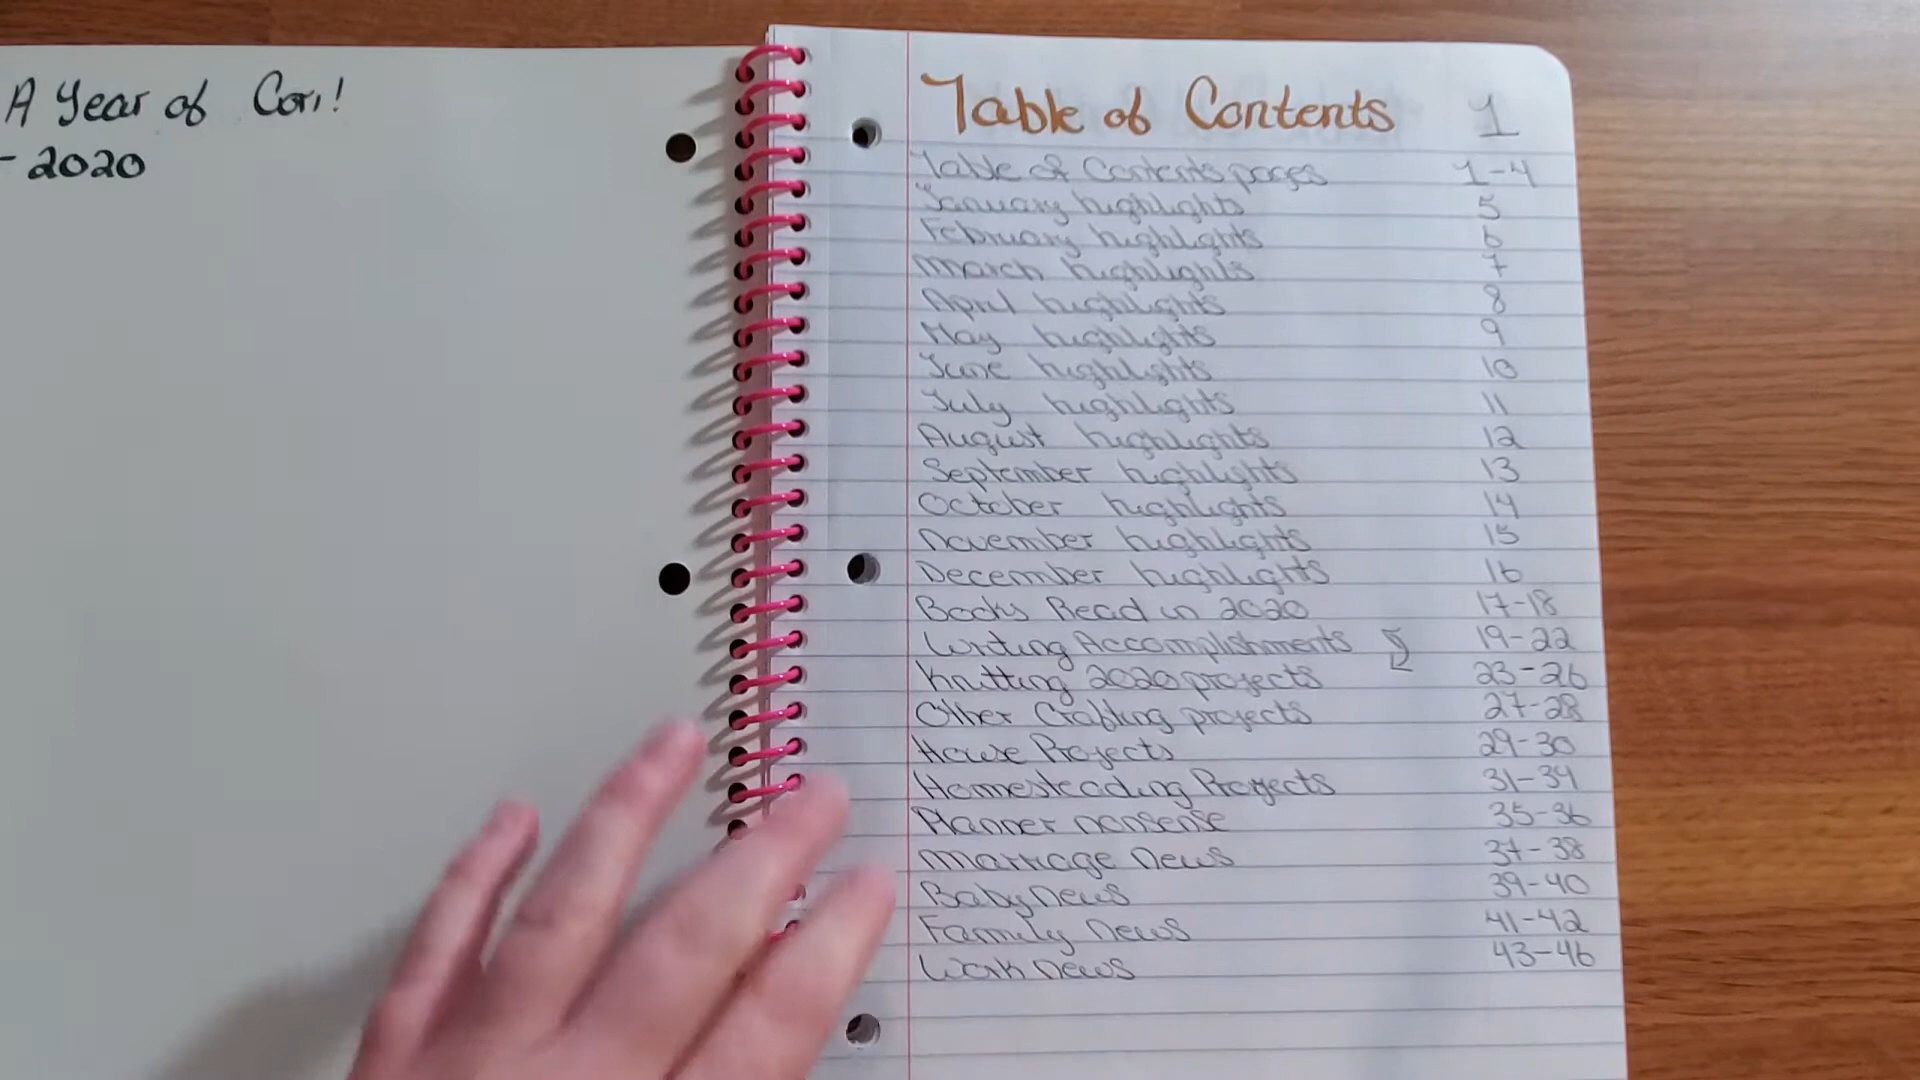 A Year of Cori!
- 2020
Table of Contents 1
Table of Contents pages 1-4
January highlights 5
February highlights 6
March highlights 7
April highlights 8
May highlights 9
June highlights 10
July highlights 11
August highlights 12
September highlights 13
October highlights 14
November highlights 15
December highlights 16
Books Read in 2020 17-18
Writing Accomplishments 19-22
Knitting 2020 projects 23-26
Other Crafting projects 27-28
House Projects 29-30
Homesteading Projects 31-34
Planner nonsense 35-36
Marriage News 37-38
Baby News 39-40
Family News 41-42
Work News 43-46